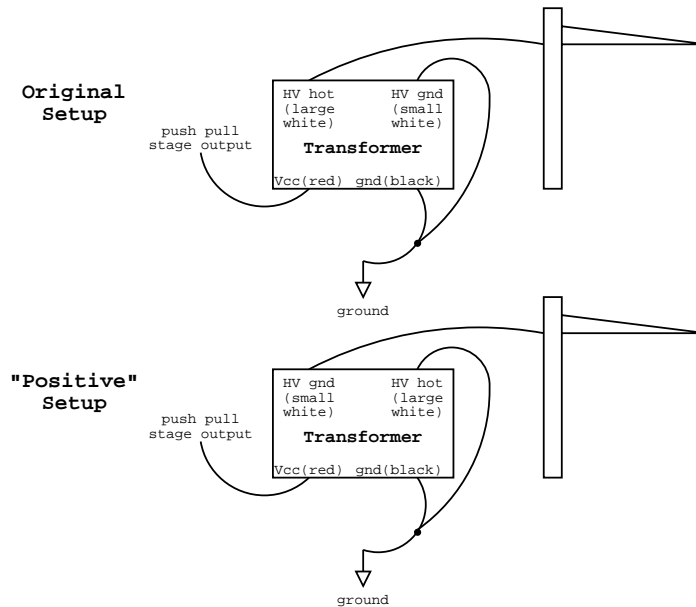 Original
Setup
HV hot
(large
white)
HV gnd
(small
white)
push pull
stage output
Transformer
Vcc(red)
gnd(black)
ground
"Positive"
Setup
HV gnd
(small
white)
HV hot
(large
white)
push pull
stage output
Transformer
Vcc(red)
gnd(black)
ground